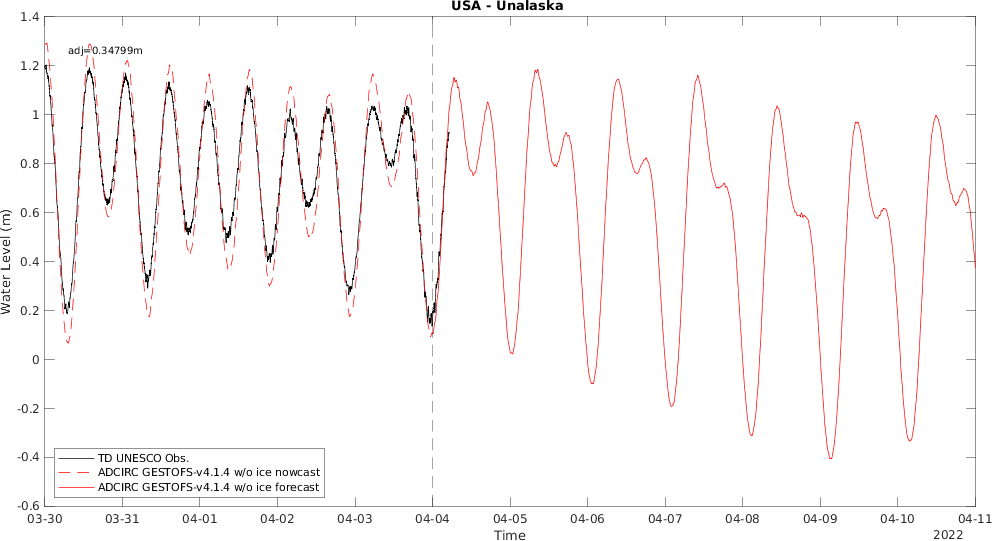 USA - Unalaska
adj=0.34799m
1.4
1.2
1
0.8
0.6
0.4
0.2
0
-0.2
-0.4
-0.6
Water Level (m)
TD UNESCO Obs.
ADCIRC GESTOFS-v4.1.4 w/o ice nowcast
ADCIRC GESTOFS-v4.1.4 w/o ice forecast
03-30 03-31 04-01 04-02 04-03 04-04 04-05 04-06 04-07 04-08 04-09 04-10 04-11
Time
2022